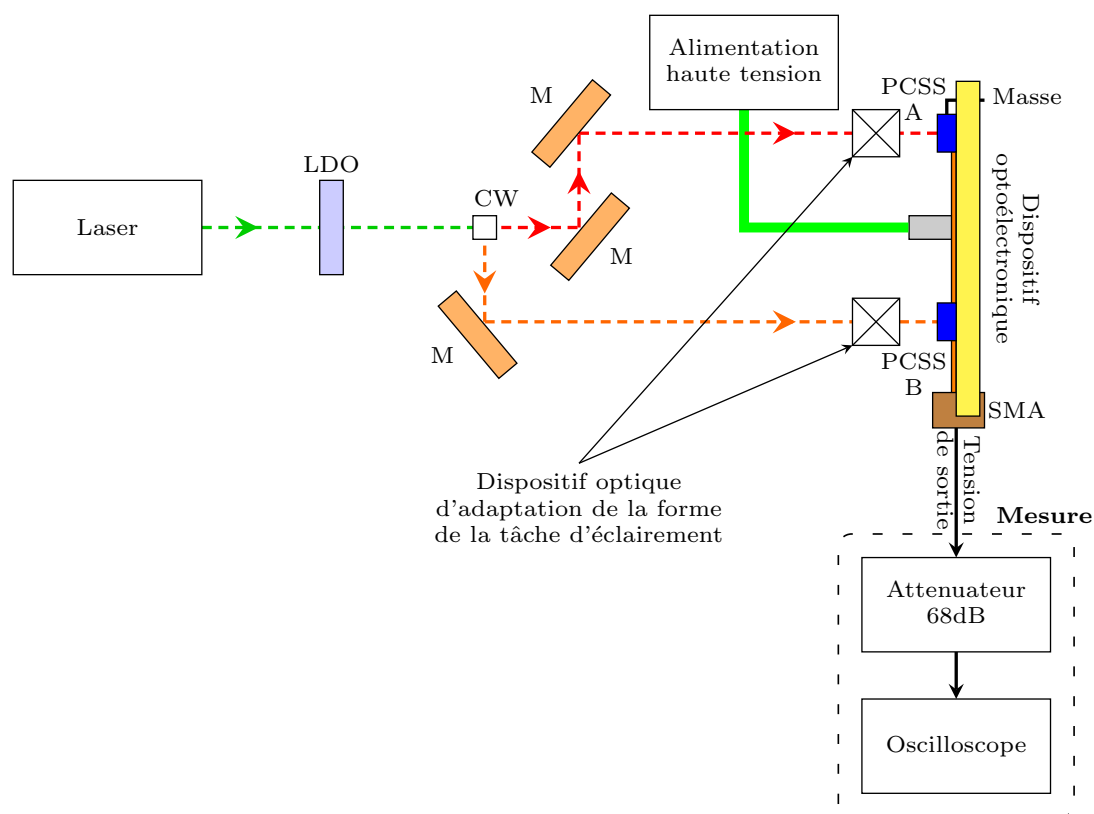 Alimentation
haute tension
PCSS
A
Masse
M
LDO
Laser
CW
M
Dispositif
optoélectronique
M
PCSS
B
SMA
Tension
de sortie
Dispositif optique
d'adaptation de la forme
de la tâche d'éclairement
Mesure
Attenuateur
68dB
Oscilloscope